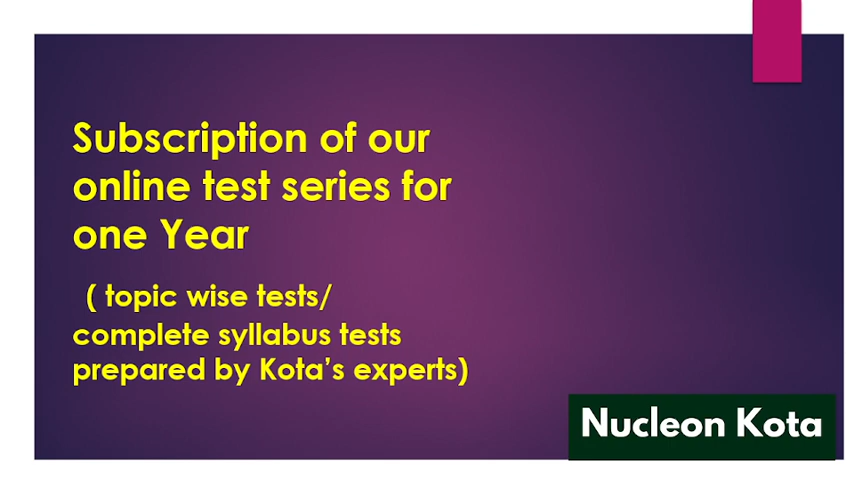 Subscription of our
online test series for
one Year
( topic wise tests/
complete syllabus tests
prepared by Kota’s experts)
Nucleon Kota